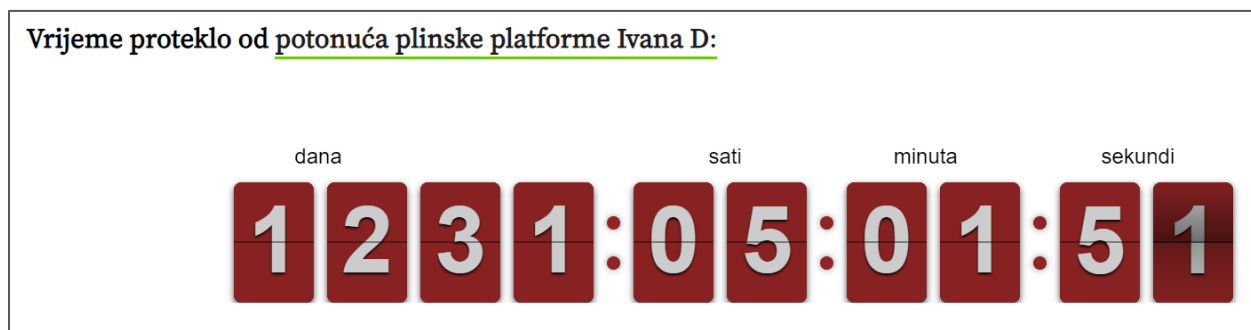 Vrijeme proteklo od potonuća plinske platforme Ivana D:
dana sati minuta sekundi
1231:05:01:51